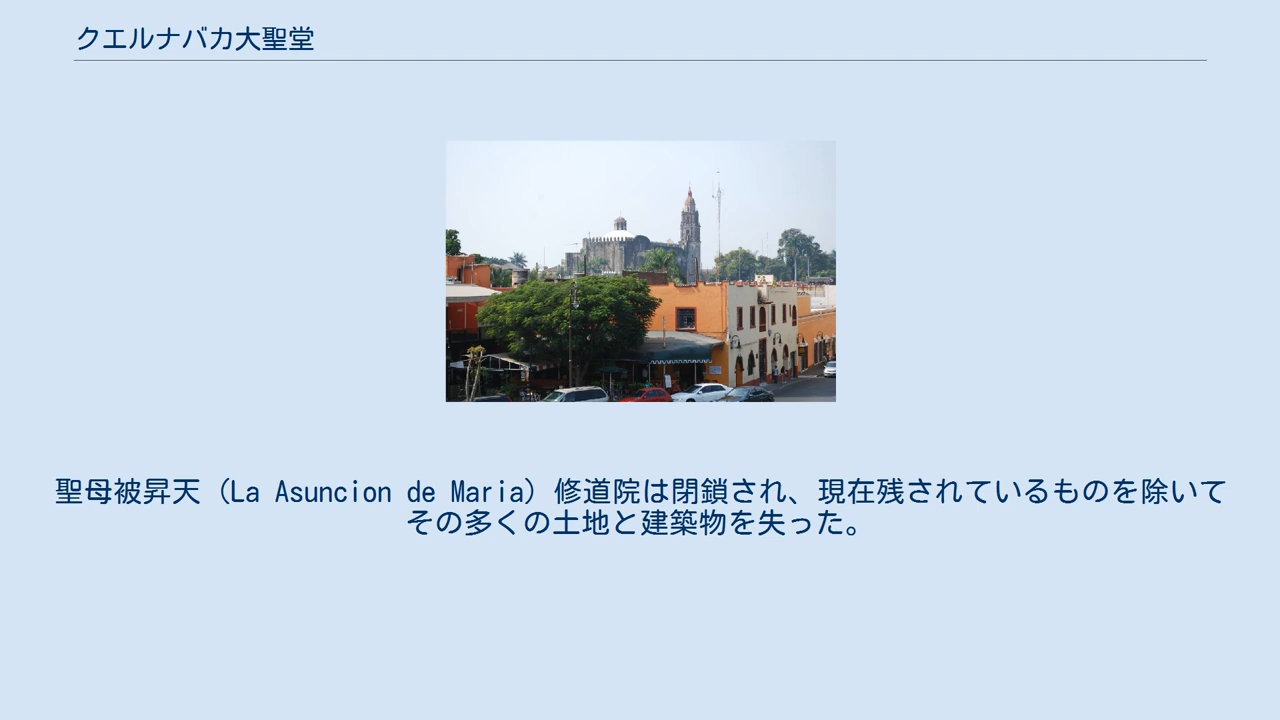 クエルナバカ大聖堂
聖母被昇天（La Asuncion de Maria）修道院は閉鎖され、現在残されているものを除いて
その多くの土地と建築物を失った。